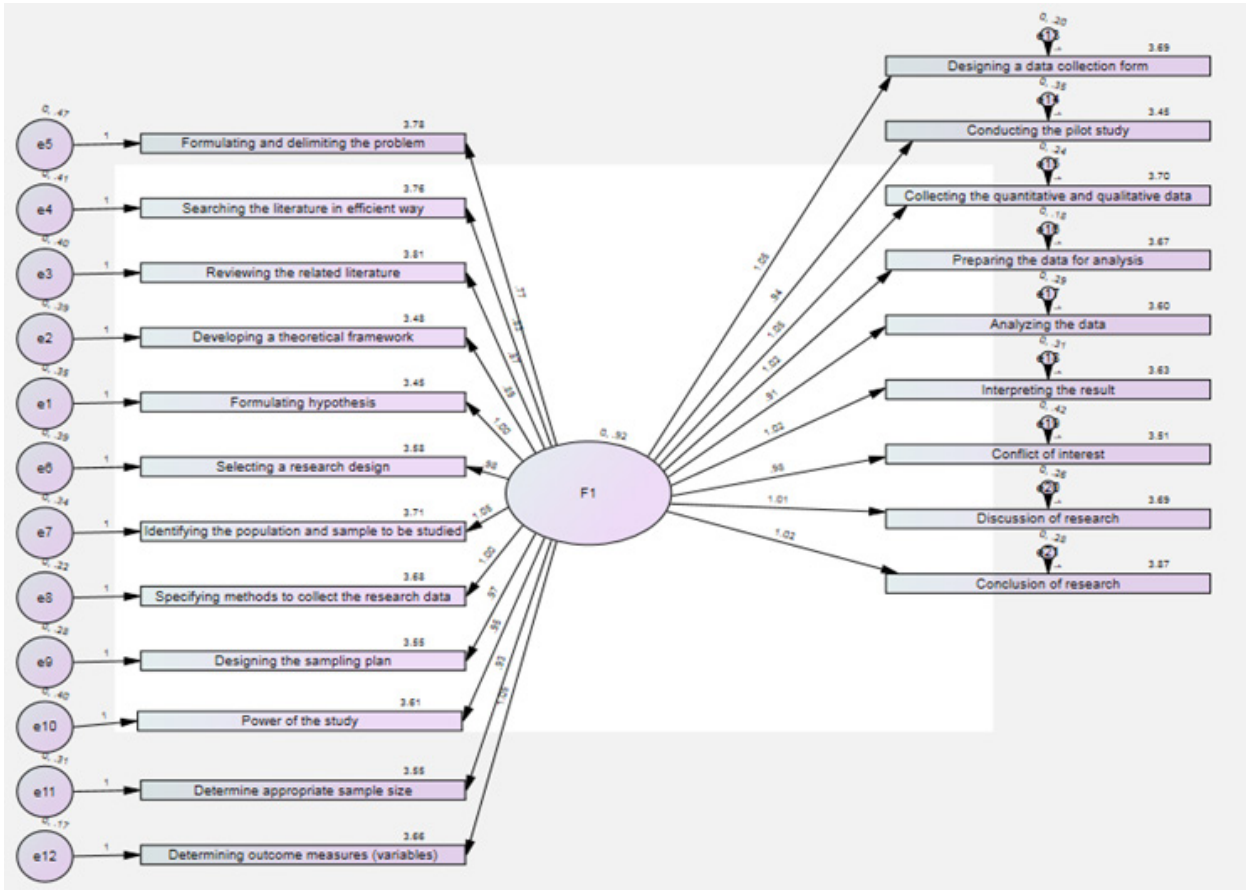 0, .47
e5
1
3.78
Formulating and delimiting the problem
0, .41
e4
1
3.76
Searching the literature in efficient way
0, .40
e3
1
3.81
Reviewing the related literature
0, .39
e2
1
3.48
Developing a theoretical framework
0, .35
e1
1
3.45
Formulating hypothesis
0, .39
e6
1
3.58
Selecting a research design
0, .34
e7
1
3.71
Identifying the population and sample to be studied
0, .22
e8
1
3.68
Specifying methods to collect the research data
0, .28
e9
1
3.55
Designing the sampling plan
0, .40
e10
1
3.61
Power of the study
0, .31
e11
1
3.55
Determine appropriate sample size
0, .17
e12
1
3.66
Determining outcome measures (variables)
.77
1.00
.98
1.00
.97
.93
0, .92
F1
1.05
.94
1.05
1.02
.91
1.02
.98
1.01
1.02
0, .20
3.69
Designing a data collection form
0, .35
3.45
Conducting the pilot study
0, .24
3.70
Collecting the quantitative and qualitative data
0, .18
3.67
Preparing the data for analysis
0, .29
3.60
Analyzing the data
0, .31
3.63
Interpreting the result
0, .42
3.51
Conflict of interest
0, .26
3.69
Discussion of research
0, .28
3.87
Conclusion of research